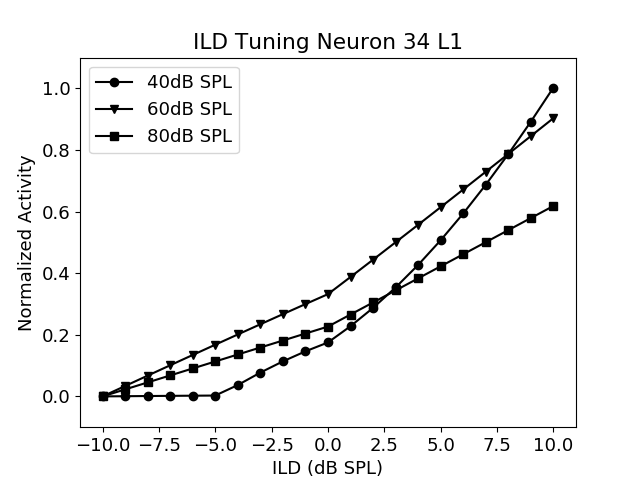 ILD Tuning Neuron 34 L1
40dB SPL
60dB SPL
80dB SPL
Normalized Activity
1.0
0.8
0.6
0.4
0.2
0.0
−10.0 −7.5 −5.0 −2.5 0.0 2.5 5.0 7.5 10.0
ILD (dB SPL)